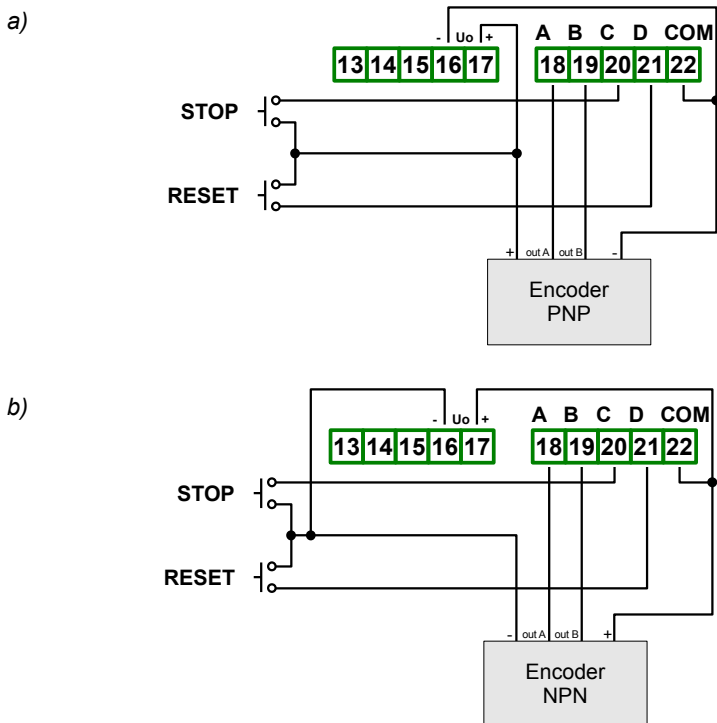 a)
- Uo +
A B C D COM
13 14 15 16 17 18 19 20 21 22
STOP
RESET
+ out A out B -
Encoder
PNP
b)
- Uo +
A B C D COM
13 14 15 16 17 18 19 20 21 22
STOP
RESET
- out A out B +
Encoder
NPN